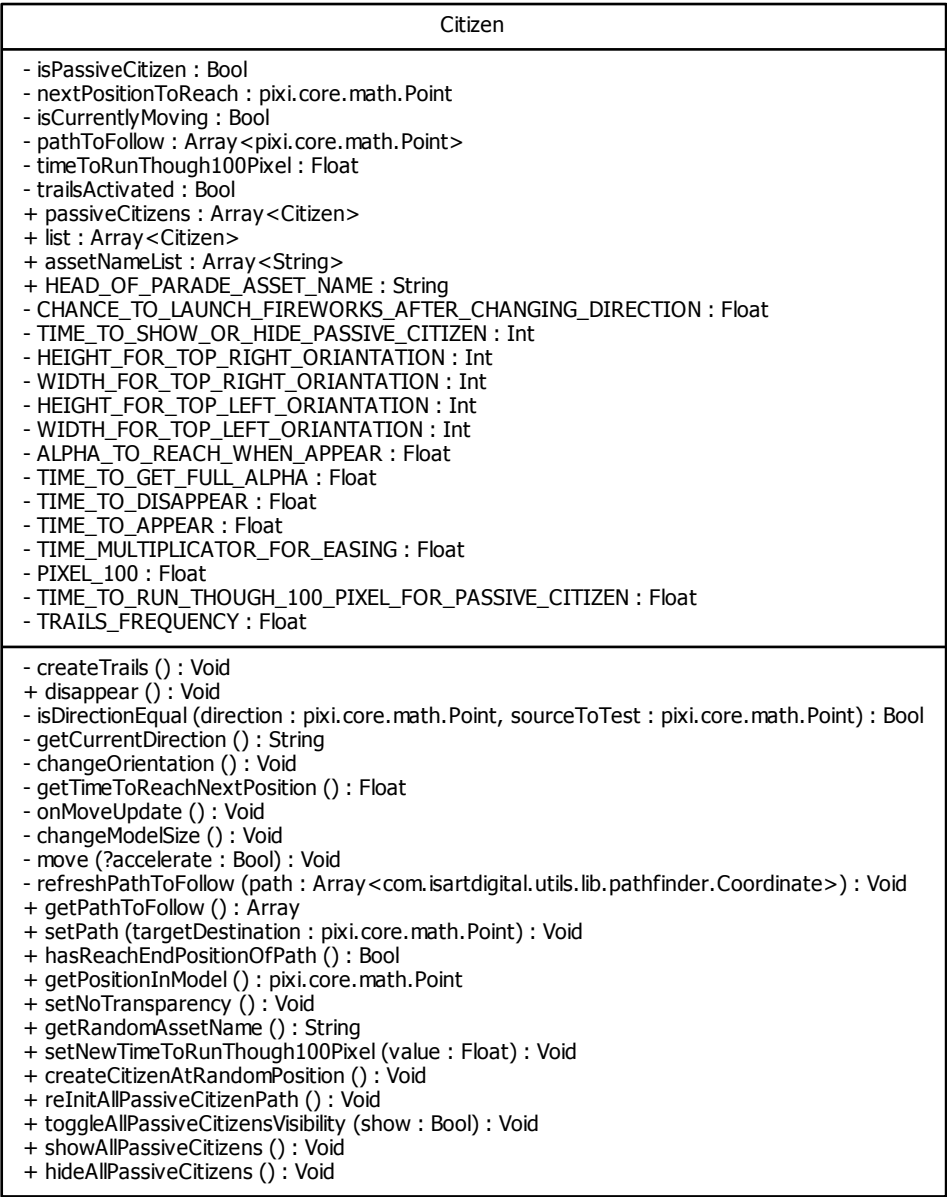 Citizen
- isPassiveCitizen : Bool
- nextPositionToReach : pixi.core.math.Point
- isCurrentlyMoving : Bool
- pathToFollow : Array<pixi.core.math.Point>
- timeToRunThough100Pixel : Float
- trailsActivated : Bool
+ passiveCitizens : Array<Citizen>
+ list : Array<Citizen>
+ assetNameList : Array<String>
+ HEAD_OF_PARADE_ASSET_NAME : String
- CHANCE_TO_LAUNCH_FIREWORKS_AFTER_CHANGING_DIRECTION : Float
- TIME_TO_SHOW_OR_HIDE_PASSIVE_CITIZEN : Int
- HEIGHT_FOR_TOP_RIGHT_ORIANTATION : Int
- WIDTH_FOR_TOP_RIGHT_ORIANTATION : Int
- HEIGHT_FOR_TOP_LEFT_ORIANTATION : Int
- WIDTH_FOR_TOP_LEFT_ORIANTATION : Int
- ALPHA_TO_REACH_WHEN_APPEAR : Float
- TIME_TO_GET_FULL_ALPHA : Float
- TIME_TO_DISAPPEAR : Float
- TIME_TO_APPEAR : Float
- TIME_MULTIPLICATOR_FOR_EASING : Float
- PIXEL_100 : Float
- TIME_TO_RUN_THOUGH_100_PIXEL_FOR_PASSIVE_CITIZEN : Float
- TRAILS_FREQUENCY : Float
- createTrails () : Void
+ disappear () : Void
- isDirectionEqual (direction : pixi.core.math.Point, sourceToTest : pixi.core.math.Point) : Bool
- getCurrentDirection () : String
- changeOrientation () : Void
- getTimeToReachNextPosition () : Float
- onMoveUpdate () : Void
- changeModelSize () : Void
- move (?accelerate : Bool) : Void
- refreshPathToFollow (path : Array<com.isartdigital.utils.lib.pathfinder.Coordinate>) : Void
+ getPathToFollow () : Array
+ setPath (targetDestination : pixi.core.math.Point) : Void
+ hasReachEndPositionOfPath () : Bool
+ getPositionInModel () : pixi.core.math.Point
+ setNoTransparency () : Void
+ getRandomAssetName () : String
+ setNewTimeToRunThough100Pixel (value : Float) : Void
+ createCitizenAtRandomPosition () : Void
+ reInitAllPassiveCitizenPath () : Void
+ toggleAllPassiveCitizensVisibility (show : Bool) : Void
+ showAllPassiveCitizens () : Void
+ hideAllPassiveCitizens () : Void